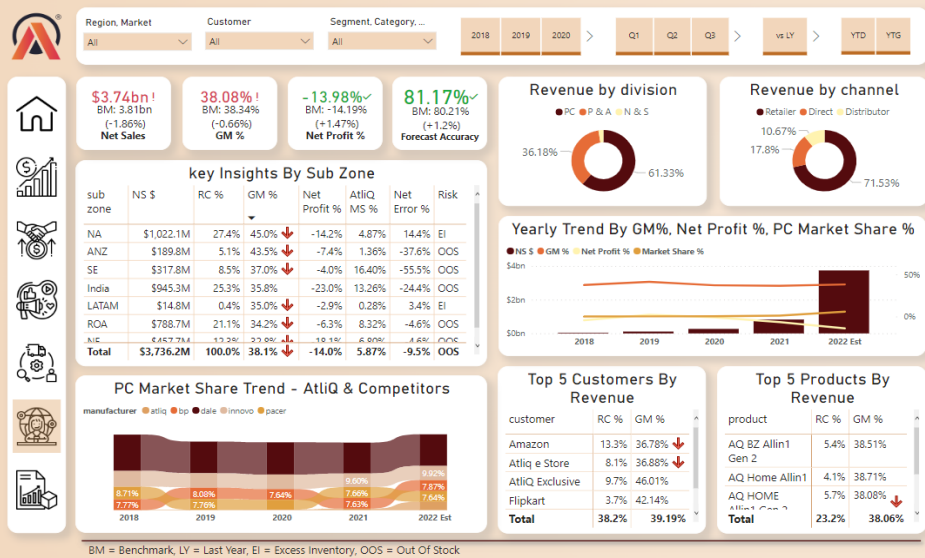 Region, Market
All
Customer
All
Segment, Category, ...
All
2018 2019 2020
Q1 Q2 Q3
vs LY
YTD YTG
$3.74bn!
BM: 3.81bn
(-1.86%)
Net Sales
38.08%!
BM: 38.34%
(-0.66%)
GM %
-13.98%✓
BM: -14.19%
(+1.47%)
Net Profit %
81.17%✓
BM: 80.21%
(+1.2%)
Forecast Accuracy
Revenue by division
PC P & A N & S
36.18%
61.33%
Revenue by channel
Retailer Direct Distributor
10.67%
17.8%
71.53%
key Insights By Sub Zone
sub zone NS $ RC % GM % Net Profit % AtliQ MS % Net Error % Risk
NA $1,022.1M 27.4% 45.0% -14.2% 4.87% 14.4% EI
ANZ $189.8M 5.1% 43.5% -7.4% 1.36% -37.6% OOS
SE $317.8M 8.5% 37.0% -4.0% 16.40% -55.5% OOS
India $945.3M 25.3% 35.8% -23.0% 13.26% -24.4% OOS
LATAM $14.8M 0.4% 35.0% -2.9% 0.28% 3.4% EI
ROA $788.7M 21.1% 34.2% -6.3% 8.32% -4.6% OOS
NE $457.7M 12.3% 32.8% -18.1% 6.80% OOS
Total $3,736.2M 100.0% 38.1% -14.0% 5.87% -9.5% OOS
Yearly Trend By GM%, Net Profit %, PC Market Share %
NS $ GM % Net Profit % Market Share %
$4bn
$2bn
$0bn
50%
0%
2018 2019 2020 2021 2022 Est
PC Market Share Trend - AtliQ & Competitors
manufacturer atliq bp dale innovo pacer
8.71%
7.77%
8.08%
7.76%
7.64%
9.60%
7.66%
7.63%
9.92%
7.87%
7.64%
2018 2019 2020 2021 2022 Est
Top 5 Customers By
Revenue
customer RC % GM %
Amazon 13.3% 36.78%
Atliq e Store 8.1% 36.88%
AtliQ Exclusive 9.7% 46.01%
Flipkart 3.7% 42.14%
Total 38.2% 39.19%
Top 5 Products By
Revenue
product RC % GM %
AQ BZ Allin1 5.4% 38.51%
Gen 2
AQ Home Allin1 4.1% 38.71%
AQ HOME 5.7% 38.08%
Allin1 Gen 2
Total 23.2% 38.06%
BM = Benchmark, LY = Last Year, EI = Excess Inventory, OOS = Out Of Stock